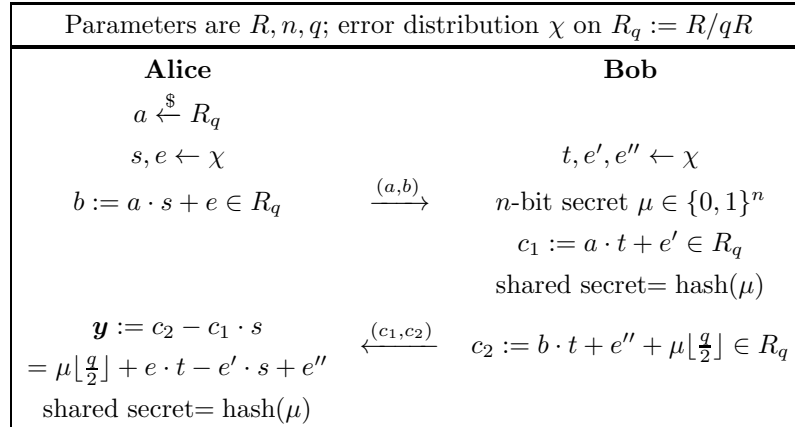 Parameters are R, n, q; error distribution χ on R_q := R/qR
Alice Bob
a ←$ R_q
s, e ← χ t, e′, e″ ← χ
b := a · s + e ∈ R_q (a,b) ⟶ n-bit secret μ ∈ {0, 1}^n
c_1 := a · t + e′ ∈ R_q
shared secret= hash(μ)
y := c_2 − c_1 · s (c_1,c_2) ⟵ c_2 := b · t + e″ + μ⌊q/2⌋ ∈ R_q
= μ⌊q/2⌋ + e · t − e′ · s + e″
shared secret= hash(μ)